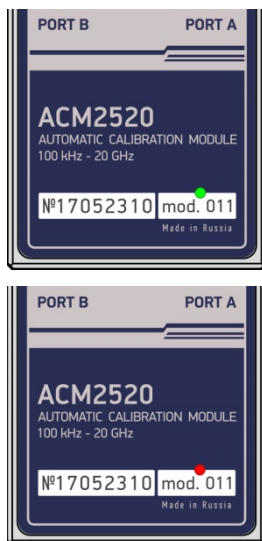 PORT B PORT A
ACM2520
AUTOMATIC CALIBRATION MODULE
100 kHz - 20 GHz
№17052310 mod. 011
Made in Russia
PORT B PORT A
ACM2520
AUTOMATIC CALIBRATION MODULE
100 kHz - 20 GHz
№17052310 mod. 011
Made in Russia